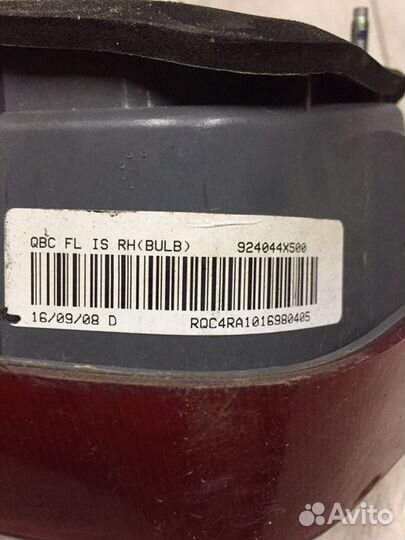 QBC FL IS RH(BULB) 924044X500
16/09/08 D RQC4RA1016980405
Avito